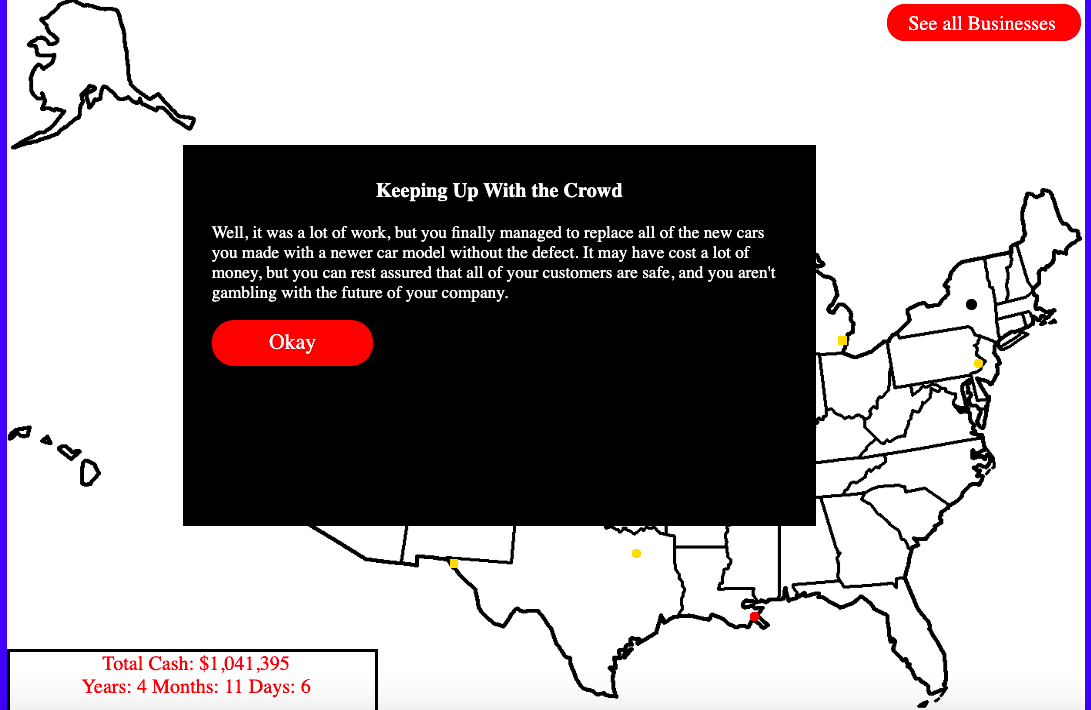 See all Businesses
Keeping Up With the Crowd
Well, it was a lot of work, but you finally managed to replace all of the new cars
you made with a newer car model without the defect. It may have cost a lot of
money, but you can rest assured that all of your customers are safe, and you aren't
gambling with the future of your company.
Okay
Total Cash: $1,041,395
Years: 4 Months: 11 Days: 6